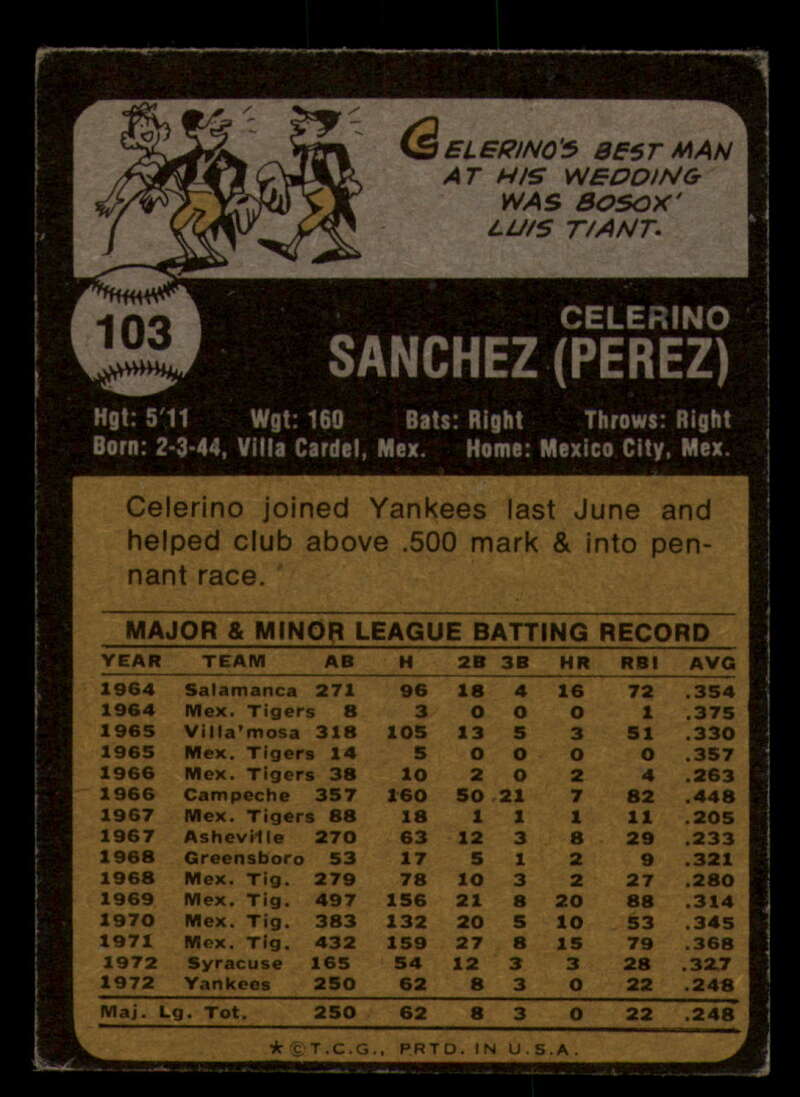 CELERINO'S BEST MAN
AT HIS WEDDING
WAS BOSOX'
LUIS TIANT.
103
CELERINO
SANCHEZ (PEREZ)
Hgt: 5'11 Wgt: 160 Bats: Right Throws: Right
Born: 2-3-44, Villa Cardel, Mex. Home: Mexico City, Mex.
Celerino joined Yankees last June and
helped club above .500 mark & into pen-
nant race.
MAJOR & MINOR LEAGUE BATTING RECORD
YEAR TEAM AB H 2B 3B HR RBI AVG
1964 Salamanca 271 96 18 4 16 72 .354
1964 Mex. Tigers 8 3 0 0 0 1 .375
1965 Villa'mosa 318 105 13 5 3 51 .330
1965 Mex. Tigers 14 5 0 0 0 0 .357
1966 Mex. Tigers 38 10 2 0 2 4 .263
1966 Campeche 357 160 50 21 7 82 .448
1967 Mex. Tigers 88 18 1 1 1 11 .205
1967 Asheville 270 63 12 3 8 29 .233
1968 Greensboro 53 17 5 1 2 9 .321
1968 Mex. Tig. 279 78 10 3 2 27 .280
1969 Mex. Tig. 497 156 21 8 20 88 .314
1970 Mex. Tig. 383 132 20 5 10 53 .345
1971 Mex. Tig. 432 159 27 8 15 79 .368
1972 Syracuse 165 54 12 3 3 28 .327
1972 Yankees 250 62 8 3 0 22 .248
Maj. Lg. Tot. 250 62 8 3 0 22 .248
★©T.C.G., PRTD. IN U.S.A.